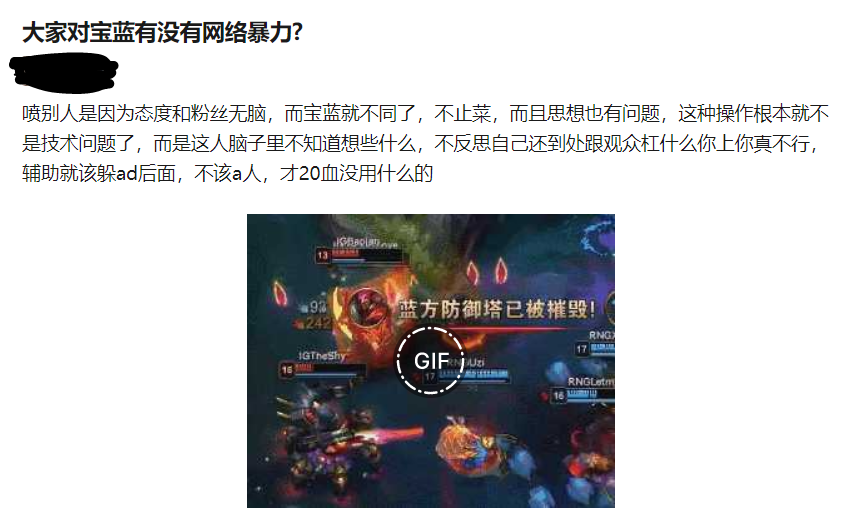 大家对宝蓝有没有网络暴力?
喷别人是因为态度和粉丝无脑，而宝蓝就不同了，不止菜，而且思想也有问题，这种操作根本就不
是技术问题了，而是这人脑子里不知道想些什么，不反思自己还到处跟观众杠什么你上你真不行，
辅助就该躲ad后面，不该a人，才20血没用什么的
IGBaolan
13
93
242
蓝方防御塔已被摧毁!
IGTheShy
16
GIF
Uzi
17
RNGX
17
RNGLetm
16